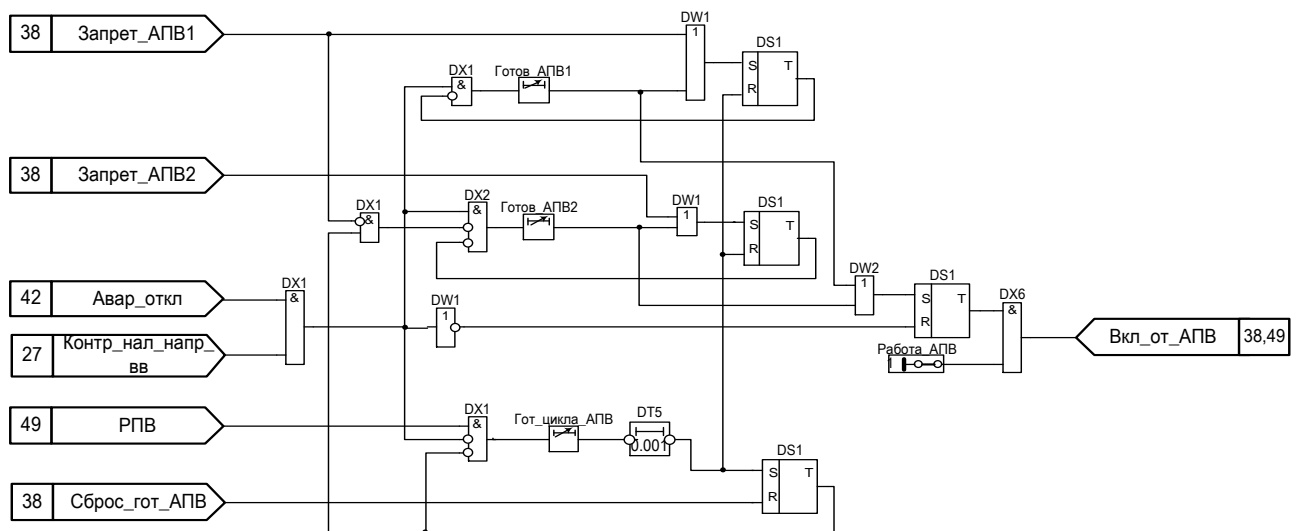 DW1
38 Запрет_АПВ1
1
DS1
S T
R
DX1
&
Готов_АПВ1
38 Запрет_АПВ2
DX1
&
DX2
&
Готов_АПВ2
DW1
1
DS1
S T
R
42 Авар_откл
DX1
&
27 Контр_нал_напр_
вв
DW1
1
DW2
1
DS1
S T
R
DX6
&
Вкл_от_АПВ 38,49
Работа_АПВ
1
49 РПВ
DX1
&
Гот_цикла_АПВ
DT5
0.001
DS1
S T
R
38 Сброс_гот_АПВ